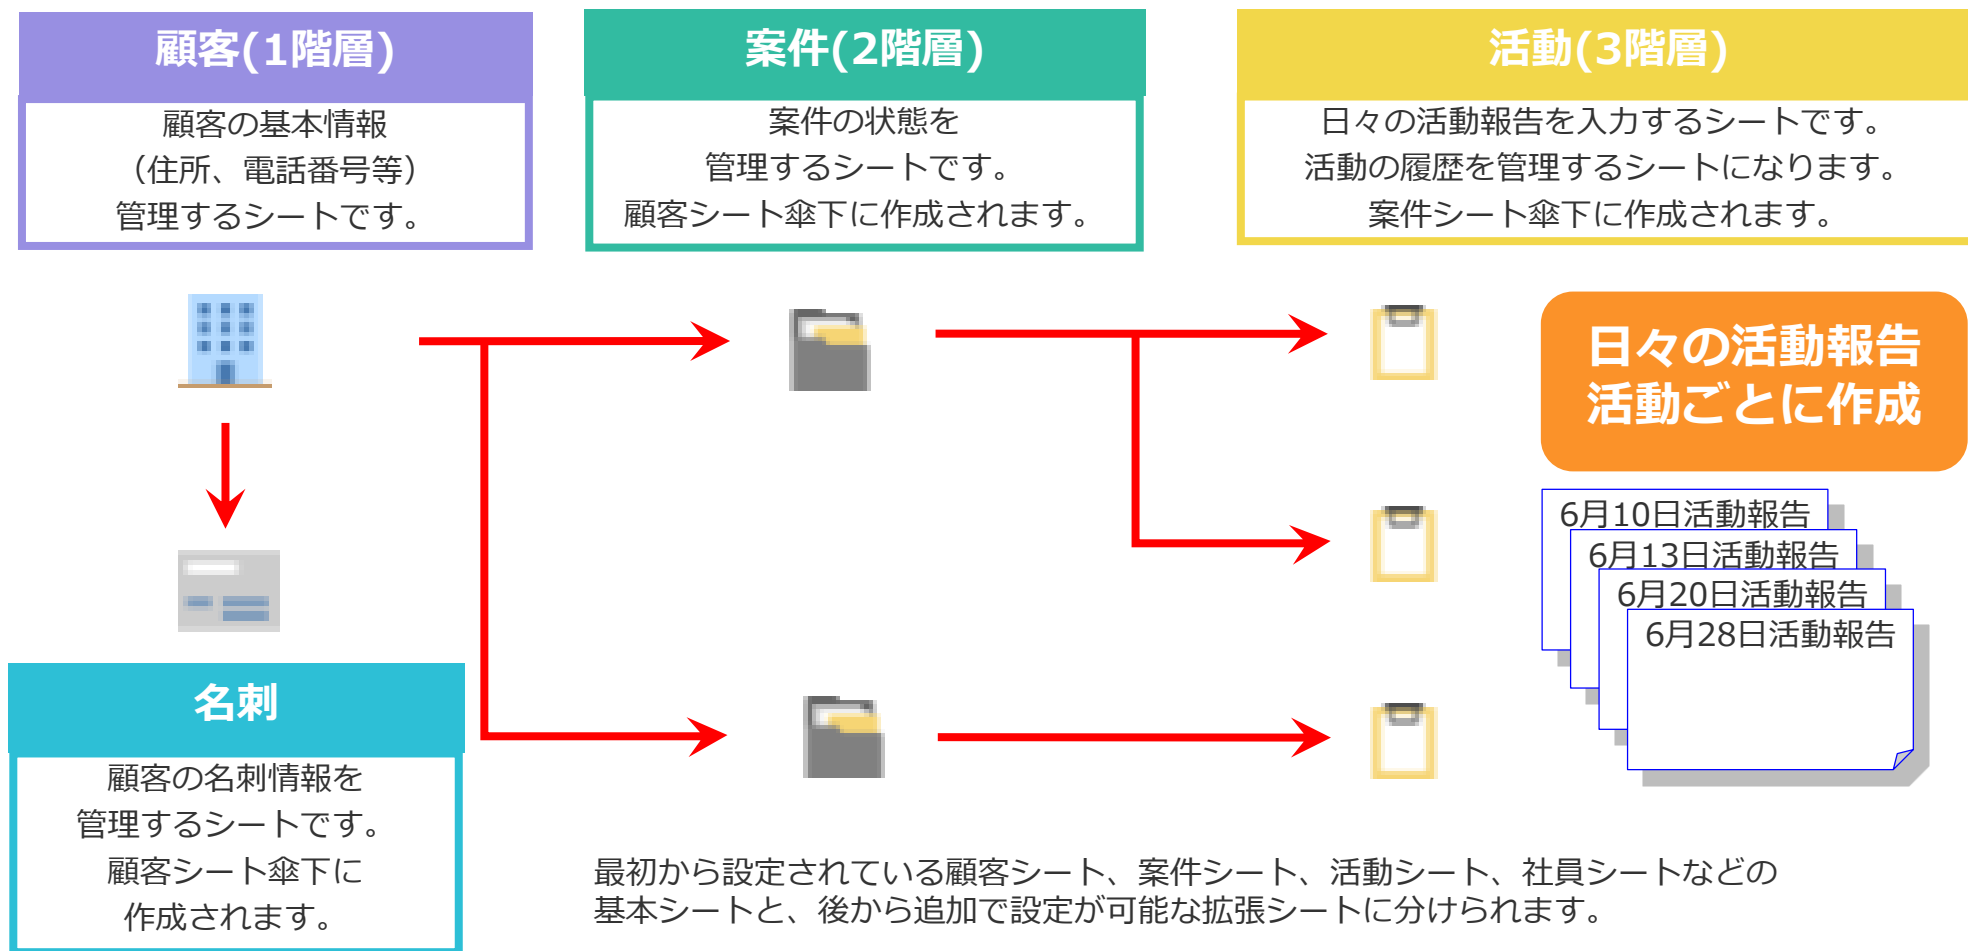 顧客(1階層)
顧客の基本情報
（住所、電話番号等）
管理するシートです。
案件(2階層)
案件の状態を
管理するシートです。
顧客シート傘下に作成されます。
活動(3階層)
日々の活動報告を入力するシートです。
活動の履歴を管理するシートになります。
案件シート傘下に作成されます。
日々の活動報告
活動ごとに作成
6月10日活動報告
6月13日活動報告
6月20日活動報告
6月28日活動報告
名刺
顧客の名刺情報を
管理するシートです。
顧客シート傘下に
作成されます。
最初から設定されている顧客シート、案件シート、活動シート、社員シートなどの
基本シートと、後から追加で設定が可能な拡張シートに分けられます。